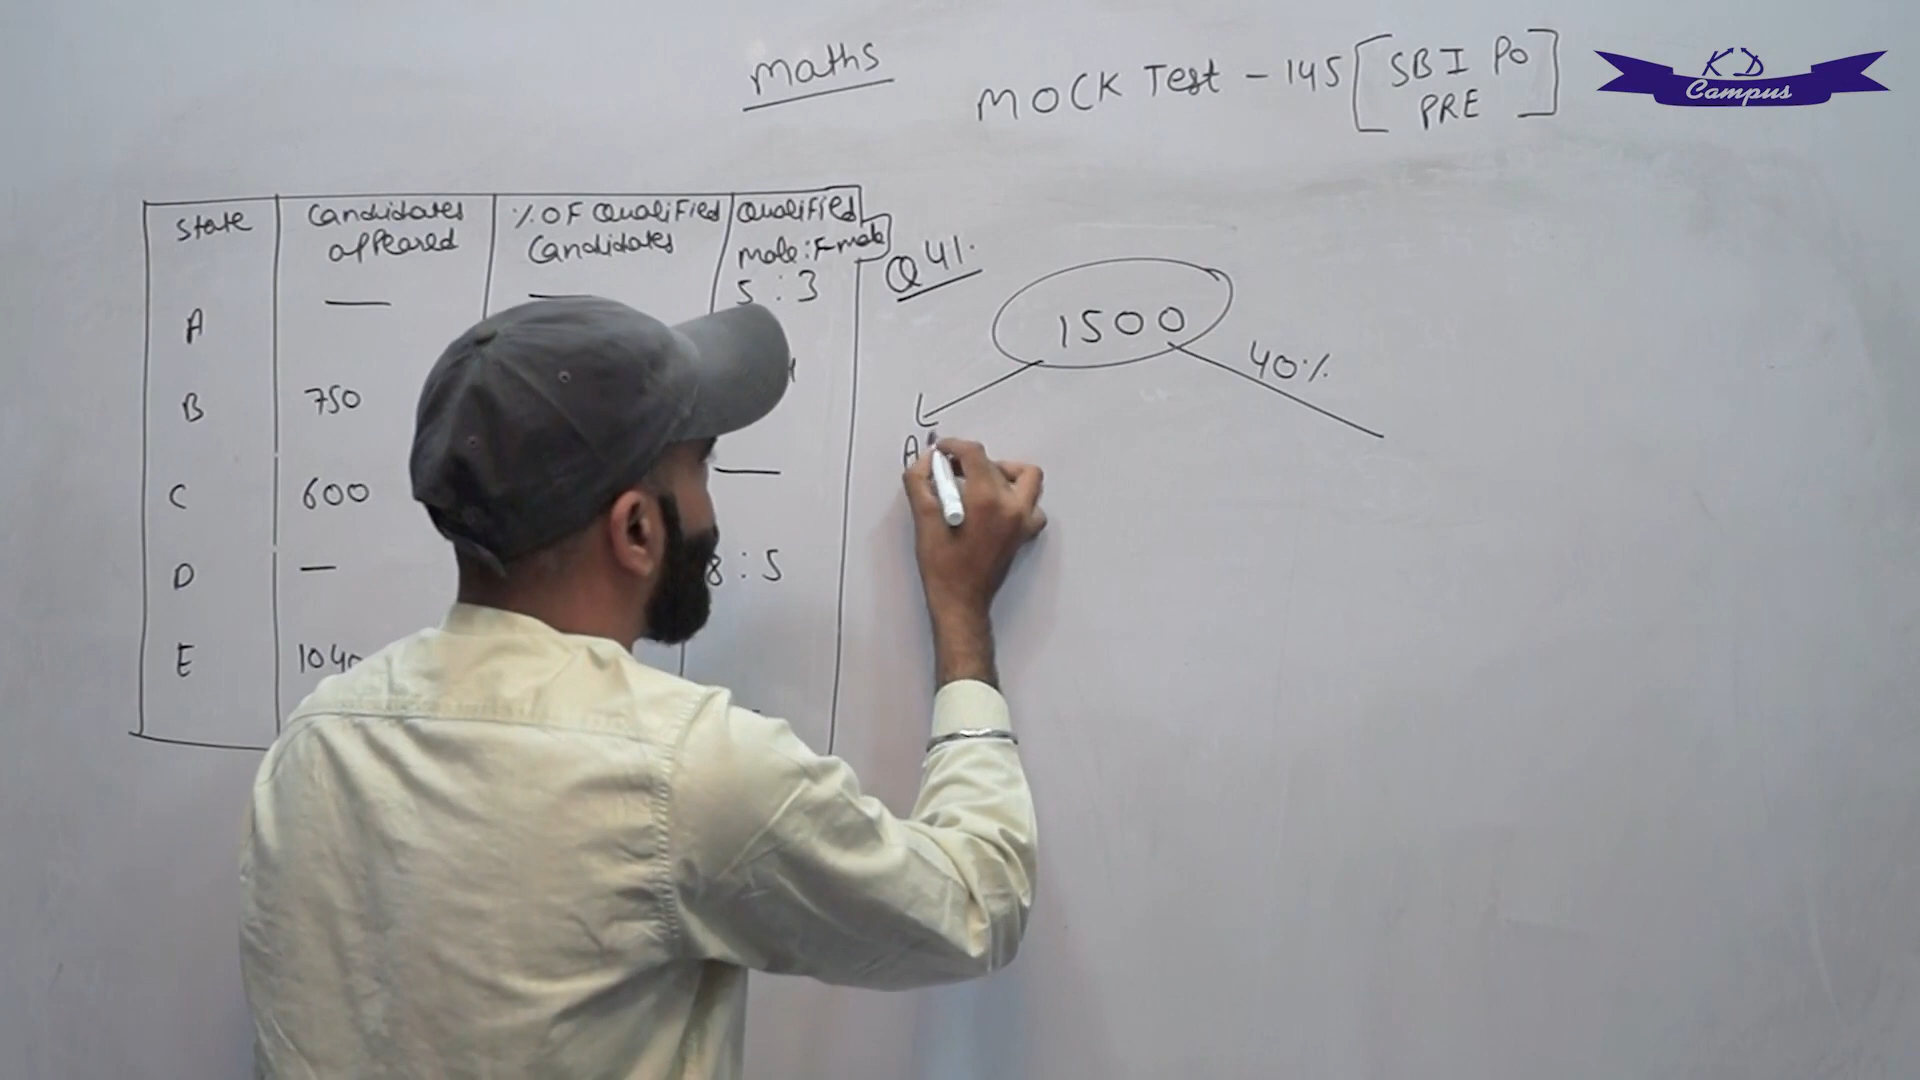 Maths
MOCK Test - 145 [SBI PO PRE]
KD Campus
State
Candidates appeared
% OF Qualified Candidates
Qualified male:Fmale
A — 5 : 3
B 750
C 600 —
D — 8 : 5
E 1040
Q41.
1500
40%
A